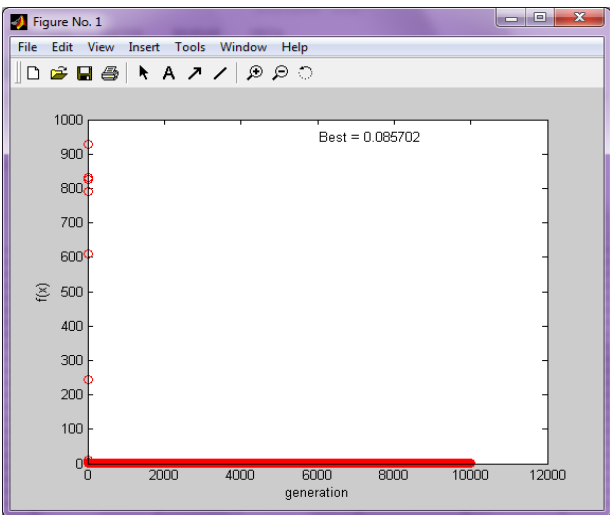 Figure No. 1
File Edit View Insert Tools Window Help
A
1000
Best = 0.085702
900
800
700
600
f(x)
500
400
300
200
100
0
0 2000 4000 6000 8000 10000 12000
generation